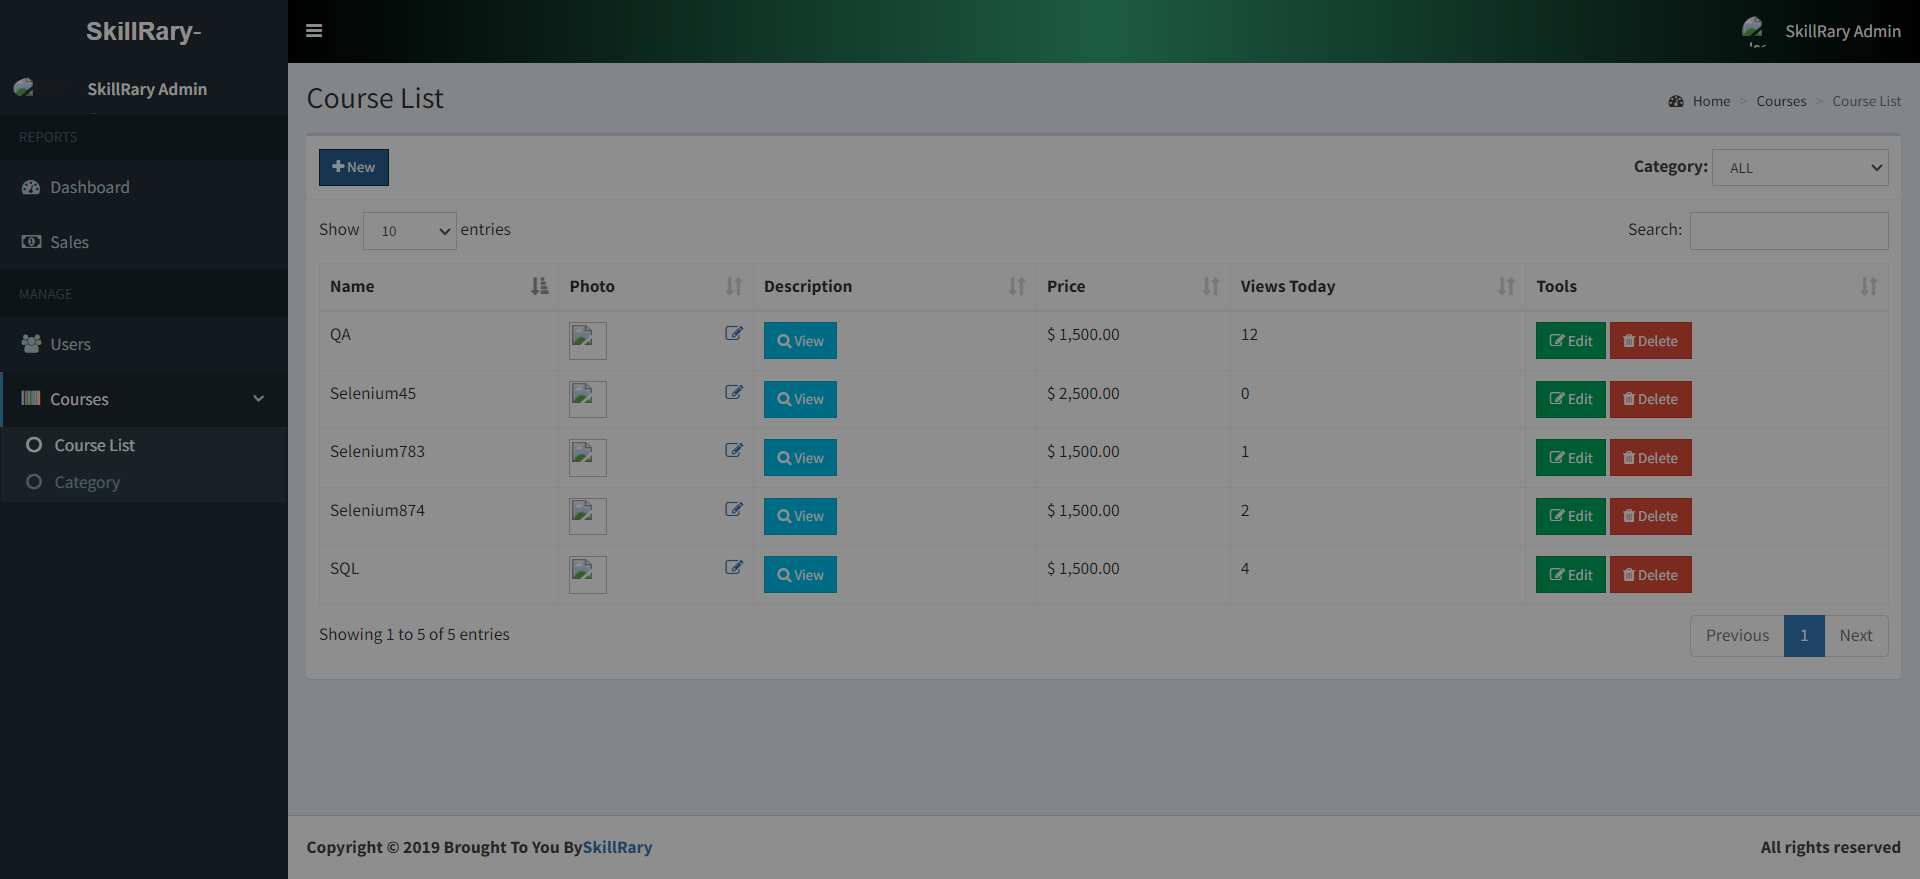 SkillRary-
SkillRary Admin
SkillRary Admin
REPORTS
Dashboard
Sales
MANAGE
Users
Courses
Course List
Category
Course List
Home > Courses > Course List
New
Category: ALL
Show 10 entries
Search:
Name Photo Description Price Views Today Tools
QA View $ 1,500.00 12 Edit Delete
Selenium45 View $ 2,500.00 0 Edit Delete
Selenium783 View $ 1,500.00 1 Edit Delete
Selenium874 View $ 1,500.00 2 Edit Delete
SQL View $ 1,500.00 4 Edit Delete
Showing 1 to 5 of 5 entries
Previous 1 Next
Copyright © 2019 Brought To You BySkillRary
All rights reserved